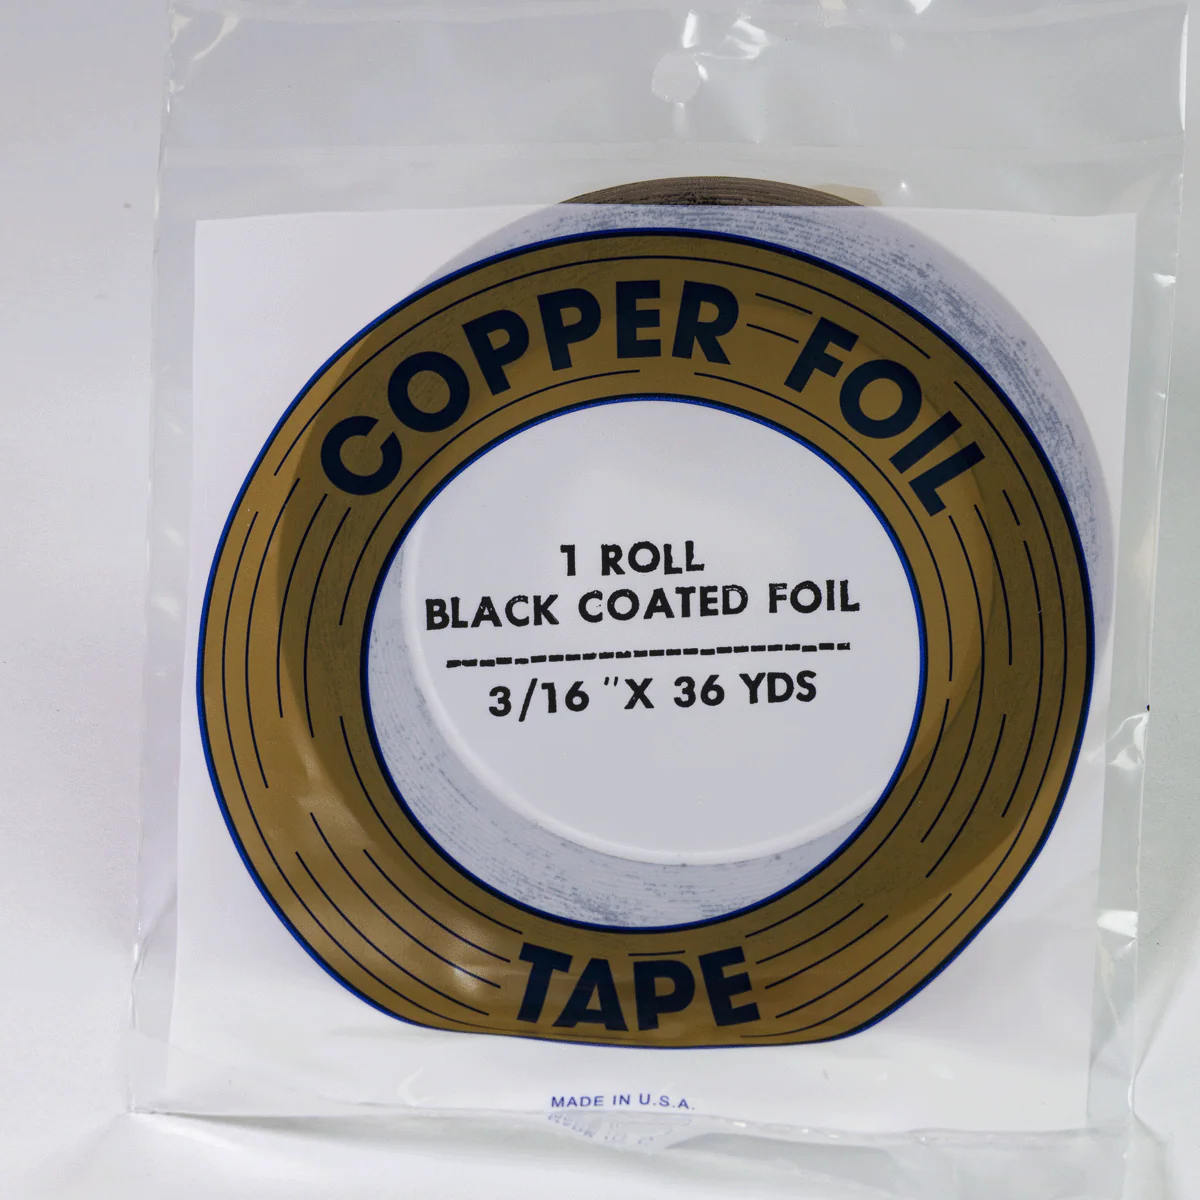 COPPER FOIL
1 ROLL
BLACK COATED FOIL
-------------------------
3/16 "X 36 YDS
TAPE
MADE IN U.S.A.